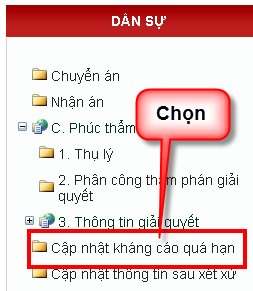 DÂN SỰ
Chuyển án
Nhận án
C. Phúc thẩm
Chọn
1. Thụ lý
2. Phân công thẩm phán giải
quyết
3. Thông tin giải quyết
Cập nhật kháng cáo quá hạn
Cập nhật thông tin sau xét xử